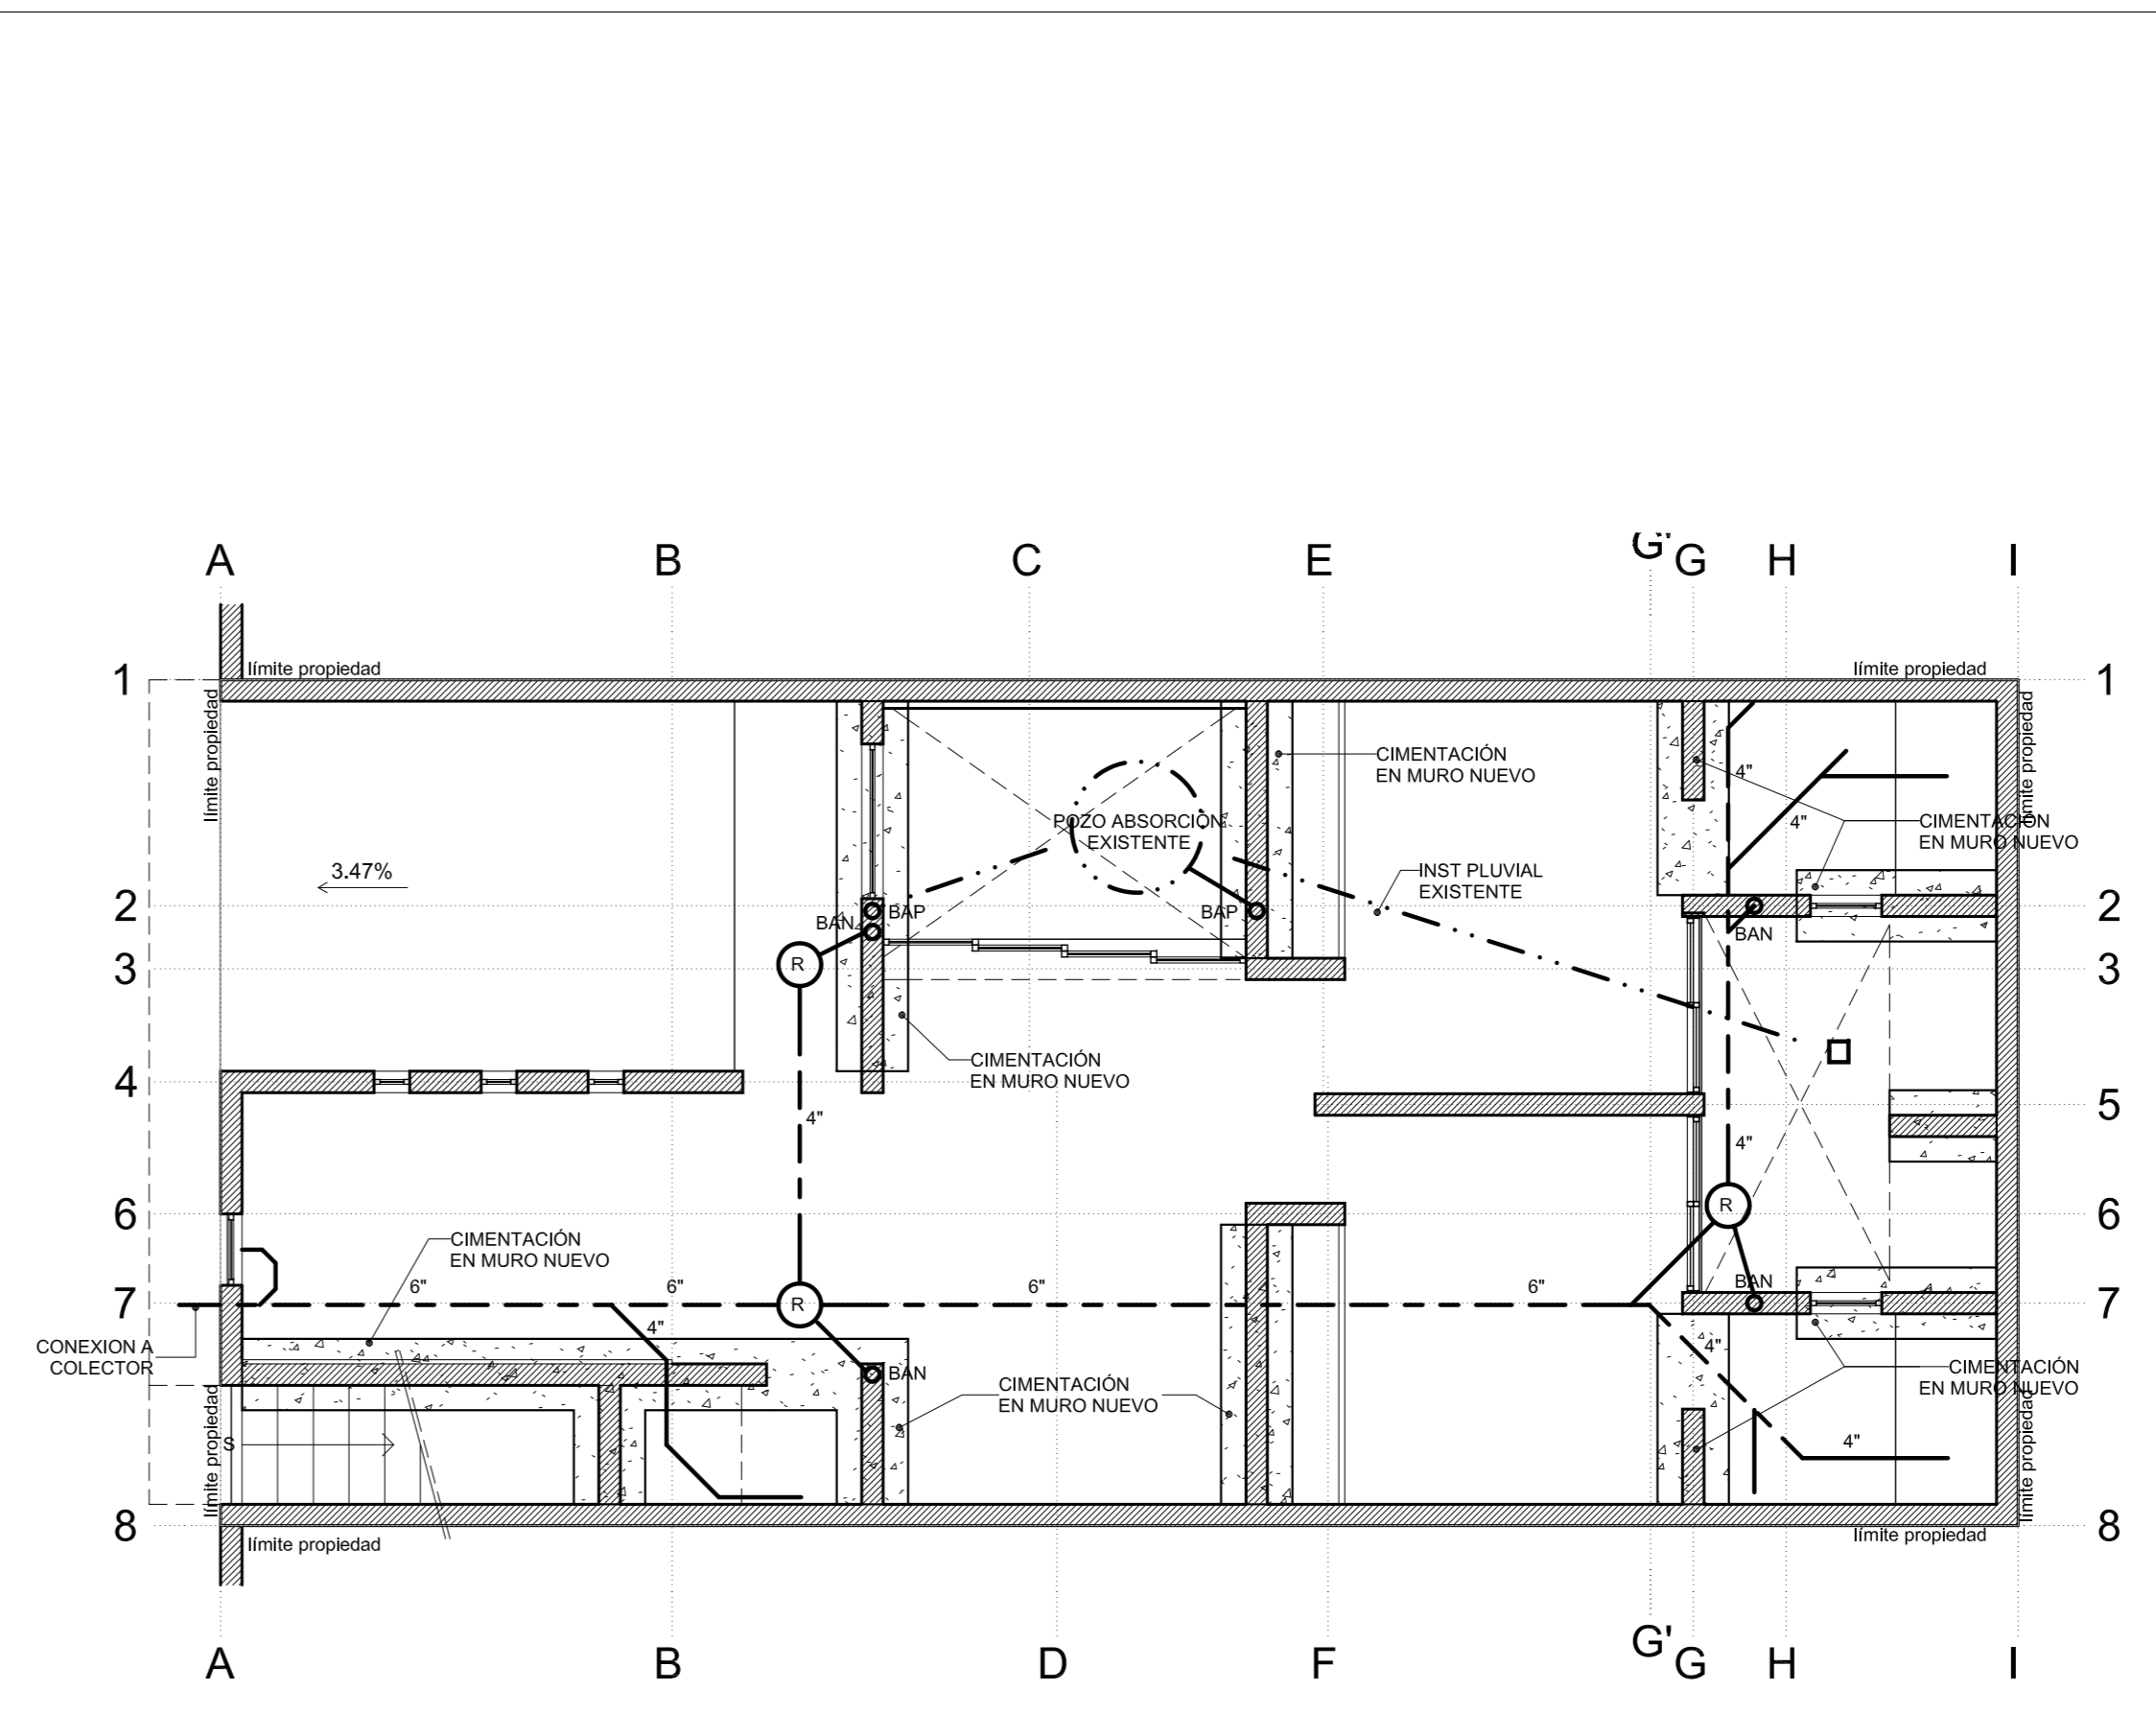 A
B
C
E
G'
G
H
I
1
límite propiedad
límite propiedad
1
límite propiedad
límite propiedad
CIMENTACIÓN
EN MURO NUEVO
4"
POZO ABSORCIÓN
EXISTENTE
4"
CIMENTACIÓN
EN MURO NUEVO
3.47%
INST PLUVIAL
EXISTENTE
2
BAN
BAP
BAP
BAN
2
3
R
3
CIMENTACIÓN
EN MURO NUEVO
4
4"
5
4"
6
R
6
CIMENTACIÓN
EN MURO NUEVO
BAN
7
6"
6"
R
6"
6"
7
4"
4"
CONEXION A
COLECTOR
BAN
CIMENTACIÓN
EN MURO NUEVO
CIMENTACIÓN
EN MURO NUEVO
límite propiedad
S
4"
límite propiedad
8
límite propiedad
límite propiedad
8
A
B
D
F
G'
G
H
I